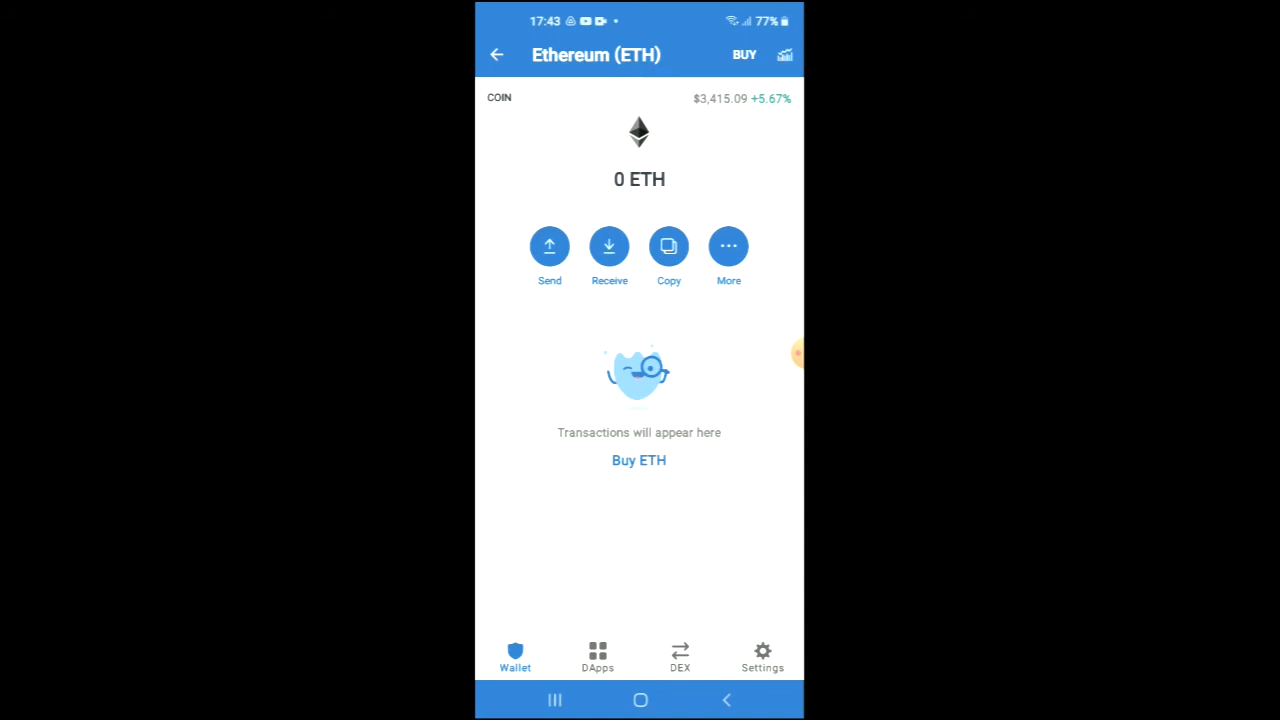 17:43 77%
Ethereum (ETH) BUY
COIN $3,415.09 +5.67%
0 ETH
Send Receive Copy More
Transactions will appear here
Buy ETH
Wallet DApps DEX Settings